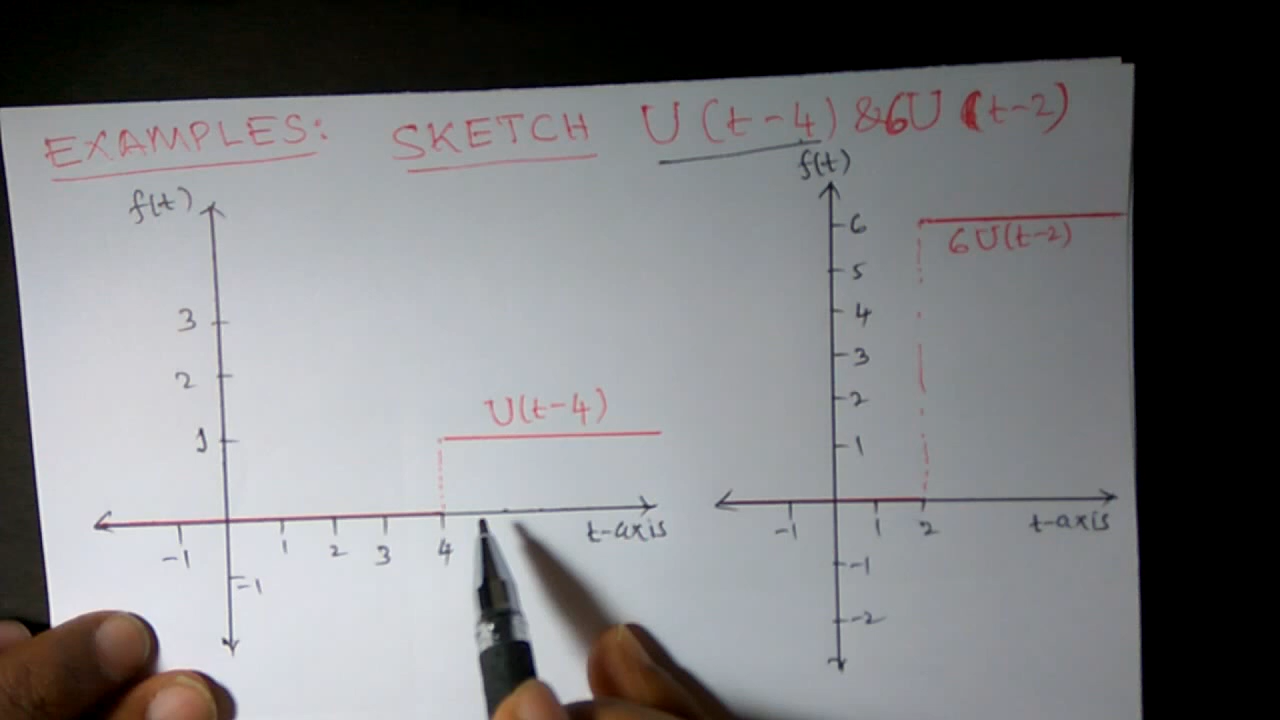 EXAMPLES: SKETCH U(t-4) & 6U(t-2)
f(t)
3
2
1
U(t-4)
-1 1 2 3 4 t-axis
-1
f(t)
6
6U(t-2)
5
4
3
2
1
-1 1 2 t-axis
-1
-2